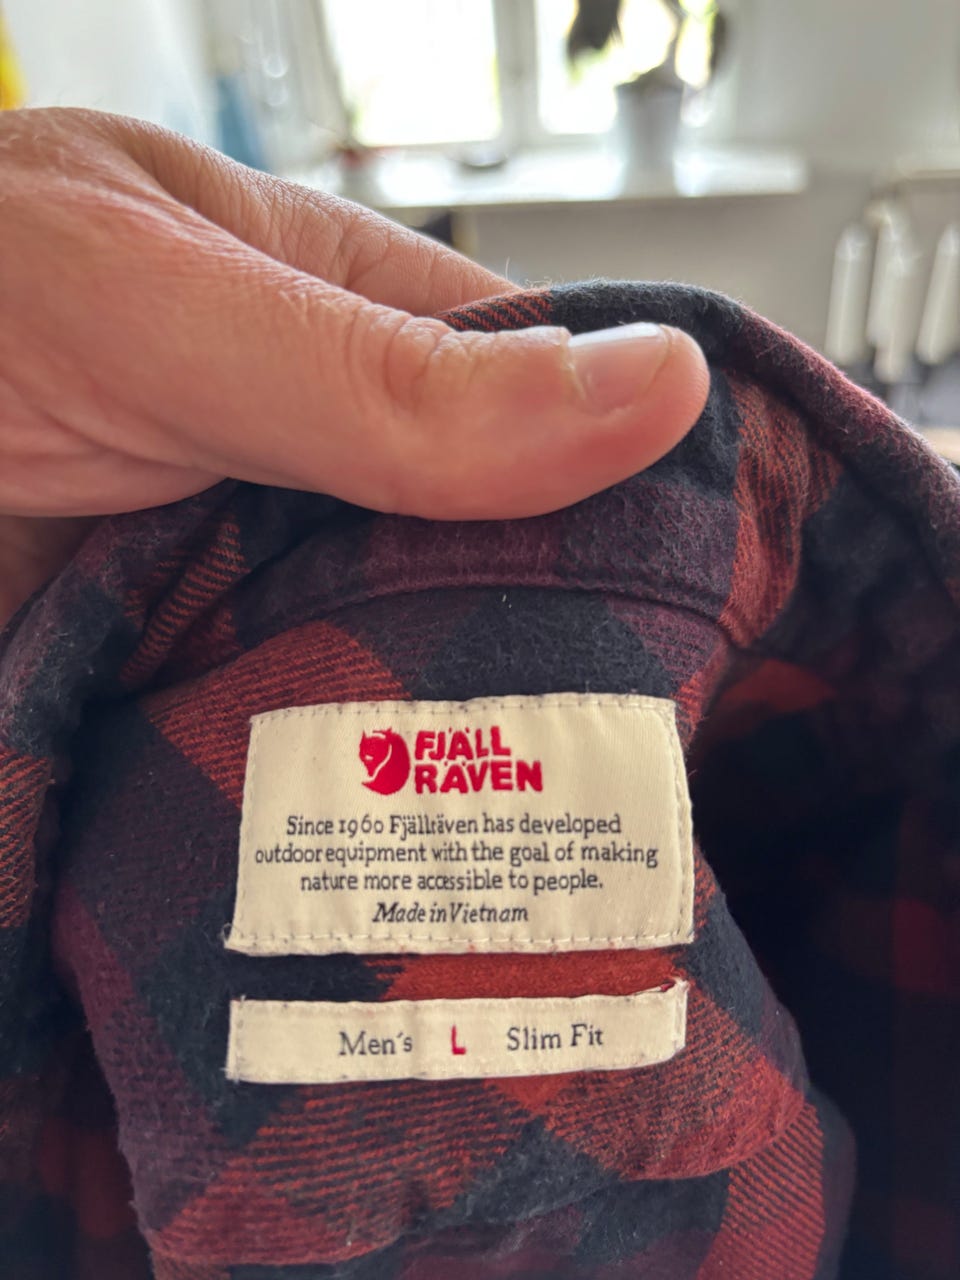 FJÄLL
RÄVEN
Since 1960 Fjällräven has developed
outdoor equipment with the goal of making
nature more accessible to people.
Made in Vietnam
Men´s L Slim Fit